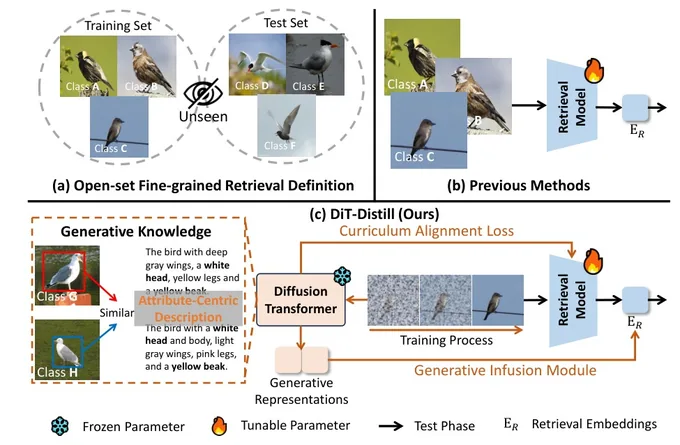 Training Set
Test Set
Class A
Class B
Class C
Unseen
Class D
Class E
Class F
(a) Open-set Fine-grained Retrieval Definition
Class A
B
Class C
Retrieval
Model
E_R
(b) Previous Methods
(c) DiT-Distill (Ours)
Generative Knowledge
Class G
Similar
Class H
The bird with deep
gray wings, a white
head, yellow legs and
a yellow beak.
Attribute-Centric
Description
The bird with a white
head and body, light
gray wings, pink legs,
and a yellow beak.
Curriculum Alignment Loss
Diffusion
Transformer
Training Process
Retrieval
Model
E_R
Generative Infusion Module
Generative
Representations
Frozen Parameter
Tunable Parameter
Test Phase
E_R Retrieval Embeddings